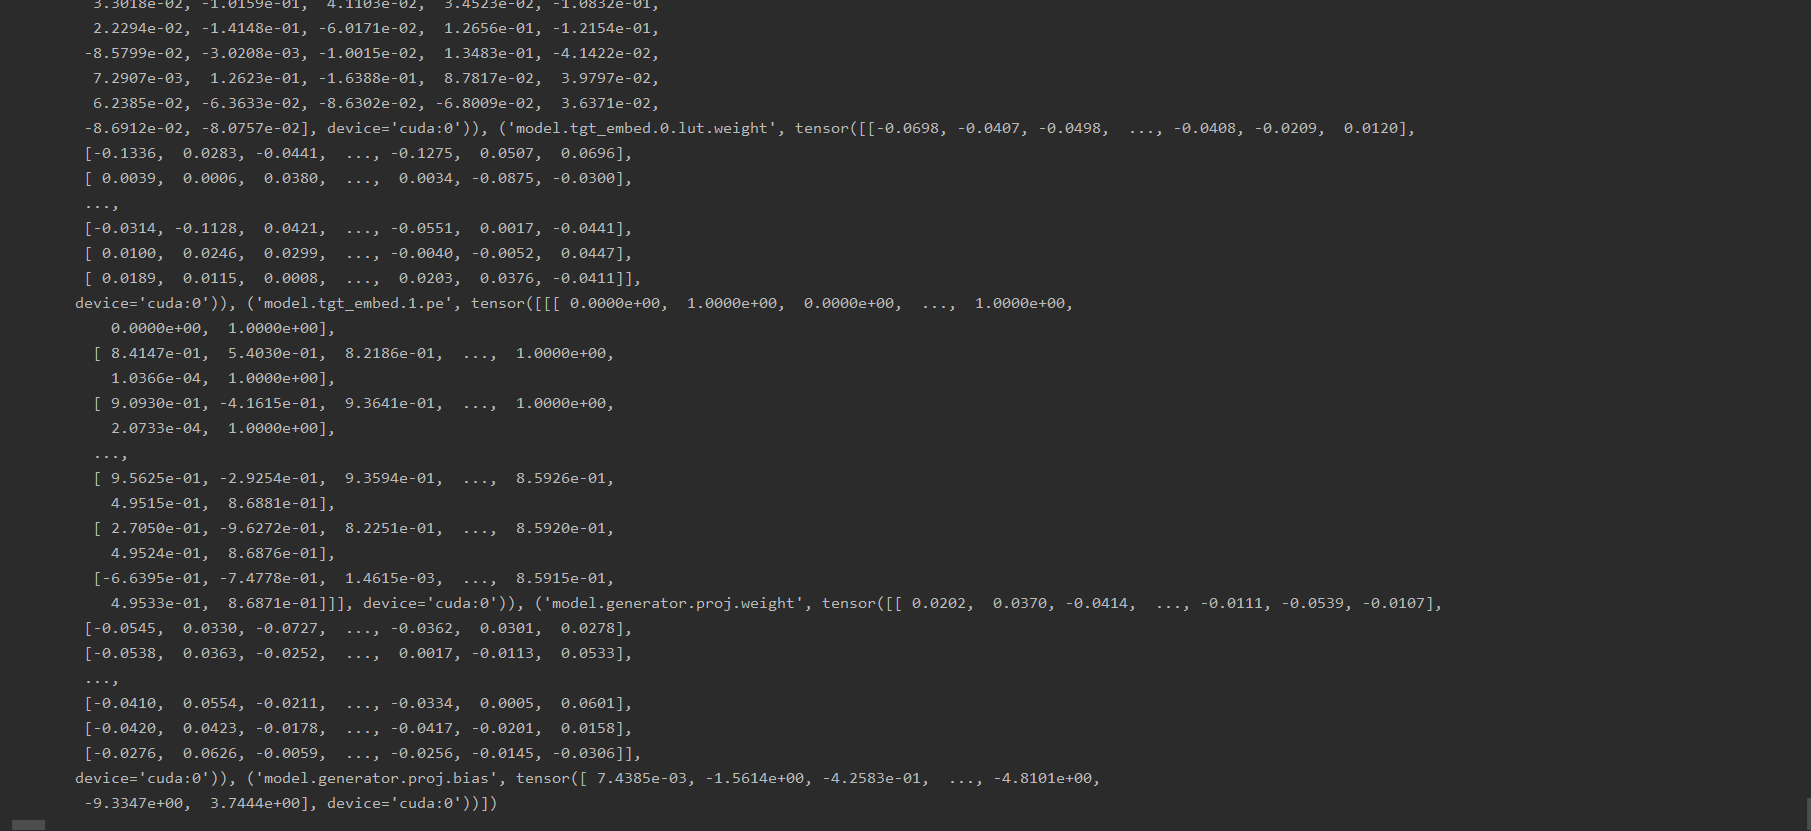 3.3018e-02, -1.0159e-01, 4.1103e-02, 3.4523e-02, -1.0832e-01,
2.2294e-02, -1.4148e-01, -6.0171e-02, 1.2656e-01, -1.2154e-01,
-8.5799e-02, -3.0208e-03, -1.0015e-02, 1.3483e-01, -4.1422e-02,
7.2907e-03, 1.2623e-01, -1.6388e-01, 8.7817e-02, 3.9797e-02,
6.2385e-02, -6.3633e-02, -8.6302e-02, -6.8009e-02, 3.6371e-02,
-8.6912e-02, -8.0757e-02], device='cuda:0')), ('model.tgt_embed.0.lut.weight', tensor([[-0.0698, -0.0407, -0.0498, ..., -0.0408, -0.0209, 0.0120],
[-0.1336, 0.0283, -0.0441, ..., -0.1275, 0.0507, 0.0696],
[ 0.0039, 0.0006, 0.0380, ..., 0.0034, -0.0875, -0.0300],
...,
[-0.0314, -0.1128, 0.0421, ..., -0.0551, 0.0017, -0.0441],
[ 0.0100, 0.0246, 0.0299, ..., -0.0040, -0.0052, 0.0447],
[ 0.0189, 0.0115, 0.0008, ..., 0.0203, 0.0376, -0.0411]],
device='cuda:0')), ('model.tgt_embed.1.pe', tensor([[[ 0.0000e+00, 1.0000e+00, 0.0000e+00, ..., 1.0000e+00,
0.0000e+00, 1.0000e+00],
[ 8.4147e-01, 5.4030e-01, 8.2186e-01, ..., 1.0000e+00,
1.0366e-04, 1.0000e+00],
[ 9.0930e-01, -4.1615e-01, 9.3641e-01, ..., 1.0000e+00,
2.0733e-04, 1.0000e+00],
...,
[ 9.5625e-01, -2.9254e-01, 9.3594e-01, ..., 8.5926e-01,
4.9515e-01, 8.6881e-01],
[ 2.7050e-01, -9.6272e-01, 8.2251e-01, ..., 8.5920e-01,
4.9524e-01, 8.6876e-01],
[-6.6395e-01, -7.4778e-01, 1.4615e-03, ..., 8.5915e-01,
4.9533e-01, 8.6871e-01]]], device='cuda:0')), ('model.generator.proj.weight', tensor([[ 0.0202, 0.0370, -0.0414, ..., -0.0111, -0.0539, -0.0107],
[-0.0545, 0.0330, -0.0727, ..., -0.0362, 0.0301, 0.0278],
[-0.0538, 0.0363, -0.0252, ..., 0.0017, -0.0113, 0.0533],
...,
[-0.0410, 0.0554, -0.0211, ..., -0.0334, 0.0005, 0.0601],
[-0.0420, 0.0423, -0.0178, ..., -0.0417, -0.0201, 0.0158],
[-0.0276, 0.0626, -0.0059, ..., -0.0256, -0.0145, -0.0306]],
device='cuda:0')), ('model.generator.proj.bias', tensor([ 7.4385e-03, -1.5614e+00, -4.2583e-01, ..., -4.8101e+00,
-9.3347e+00, 3.7444e+00], device='cuda:0'))])